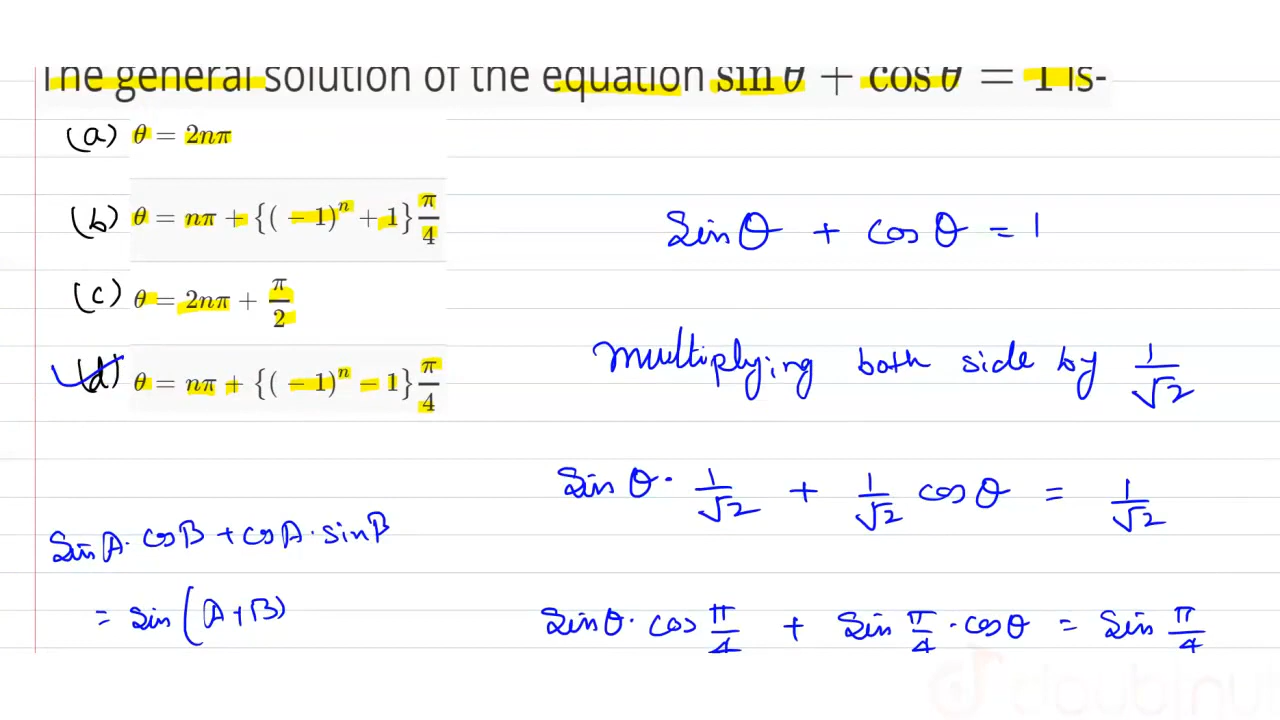 The general solution of the equation sin θ + cos θ = 1 is-
(a) θ = 2nπ
(b) θ = nπ + {( − 1)^n + 1} π/4
(c) θ = 2nπ + π/2
(d) θ = nπ + {( − 1)^n − 1} π/4
Sin θ + cos θ = 1
Multiplying both side by 1/√2
Sin θ · 1/√2 + 1/√2 cos θ = 1/√2
Sin A · cos B + cos A · sin B
= sin (A+B)
Sin θ · cos π/4 + Sin π/4 · cos θ = Sin π/4
doubtnut